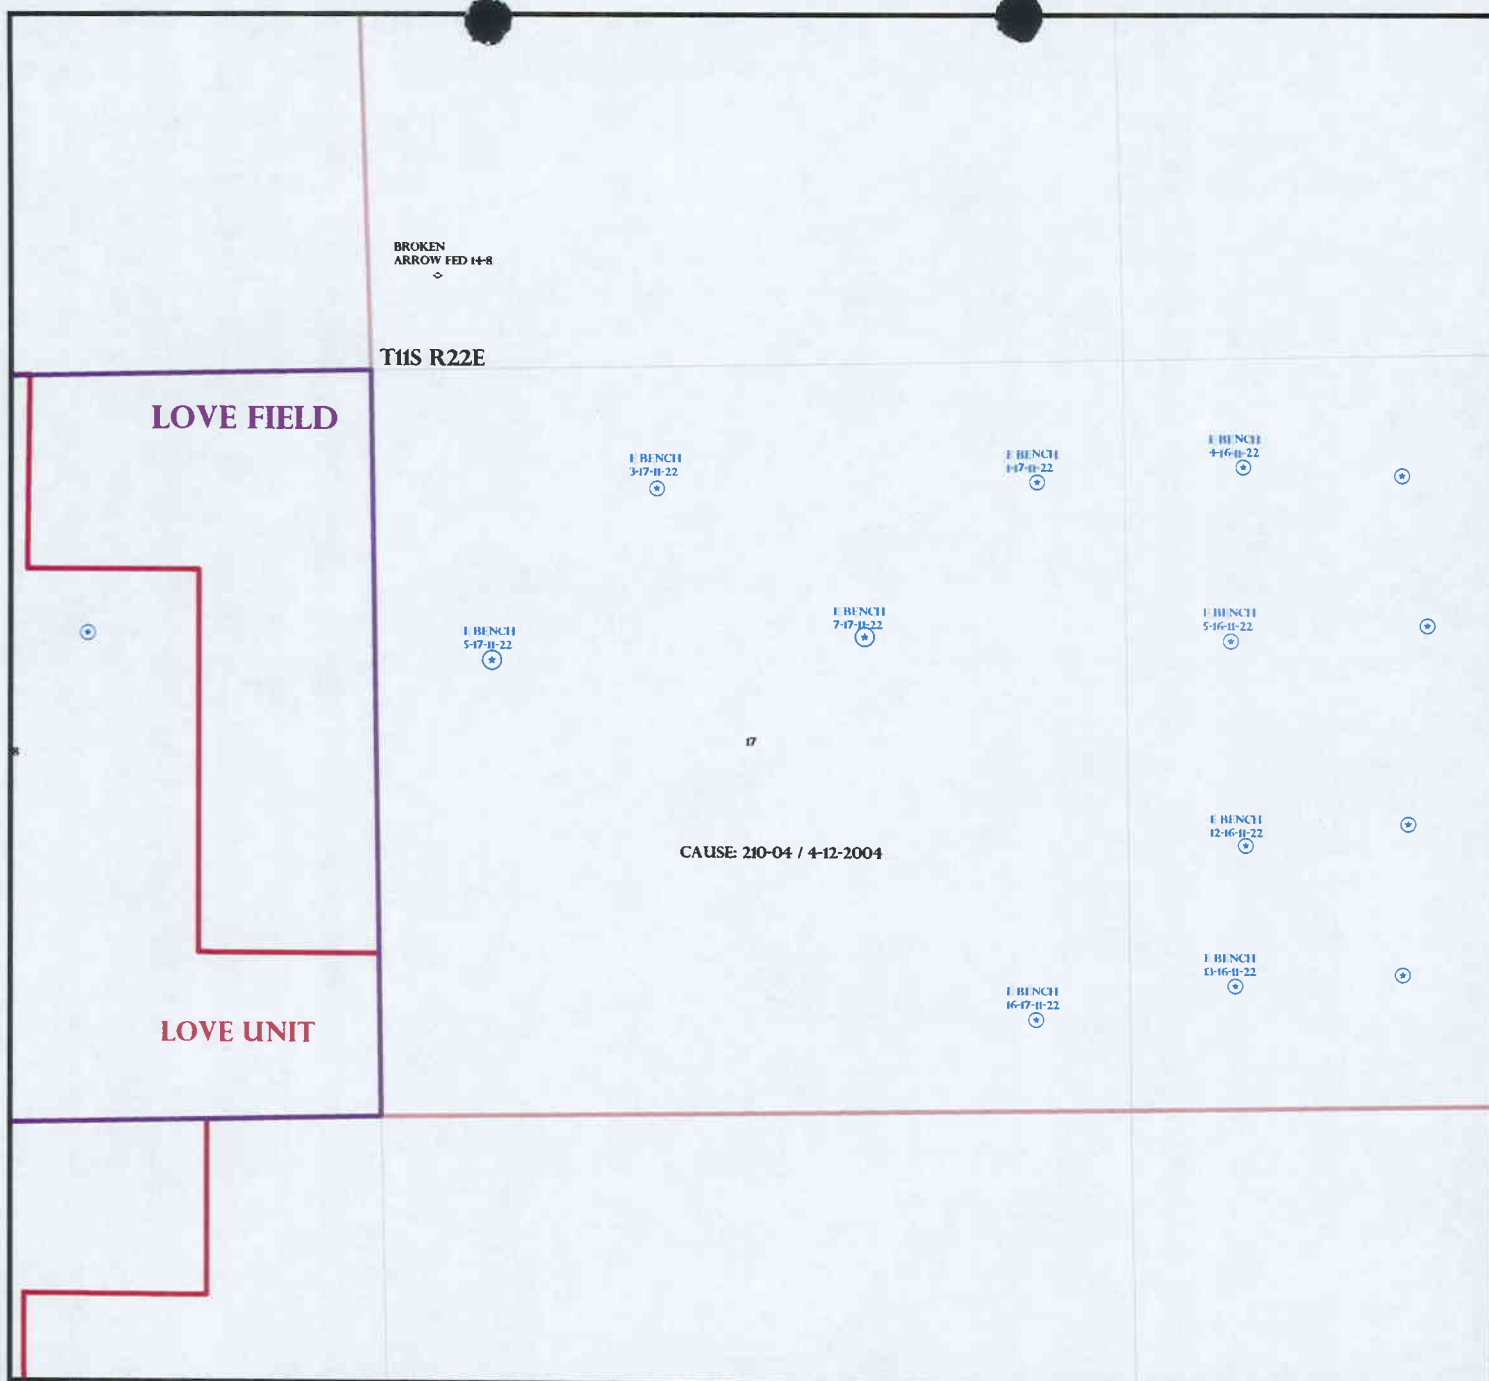 BROKEN
ARROW FED 14-8
T11S R22E
LOVE FIELD
E BENCH
3-17-11-22
E BENCH
1-17-11-22
E BENCH
4-16-11-22
E BENCH
5-17-11-22
E BENCH
7-17-11-22
E BENCH
5-16-11-22
17
CAUSE: 210-04 / 4-12-2004
E BENCH
12-16-11-22
E BENCH
13-16-11-22
E BENCH
16-17-11-22
LOVE UNIT